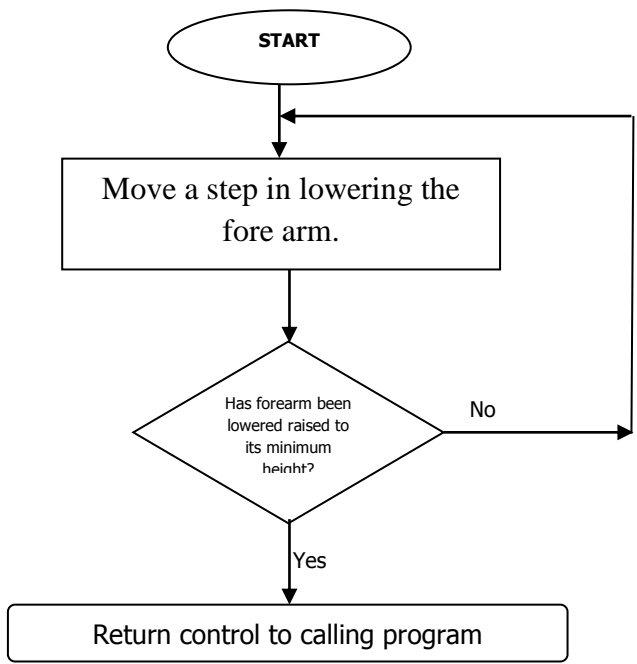 START
Move a step in lowering the
fore arm.
Has forearm been
lowered raised to
its minimum
height?
No
Yes
Return control to calling program